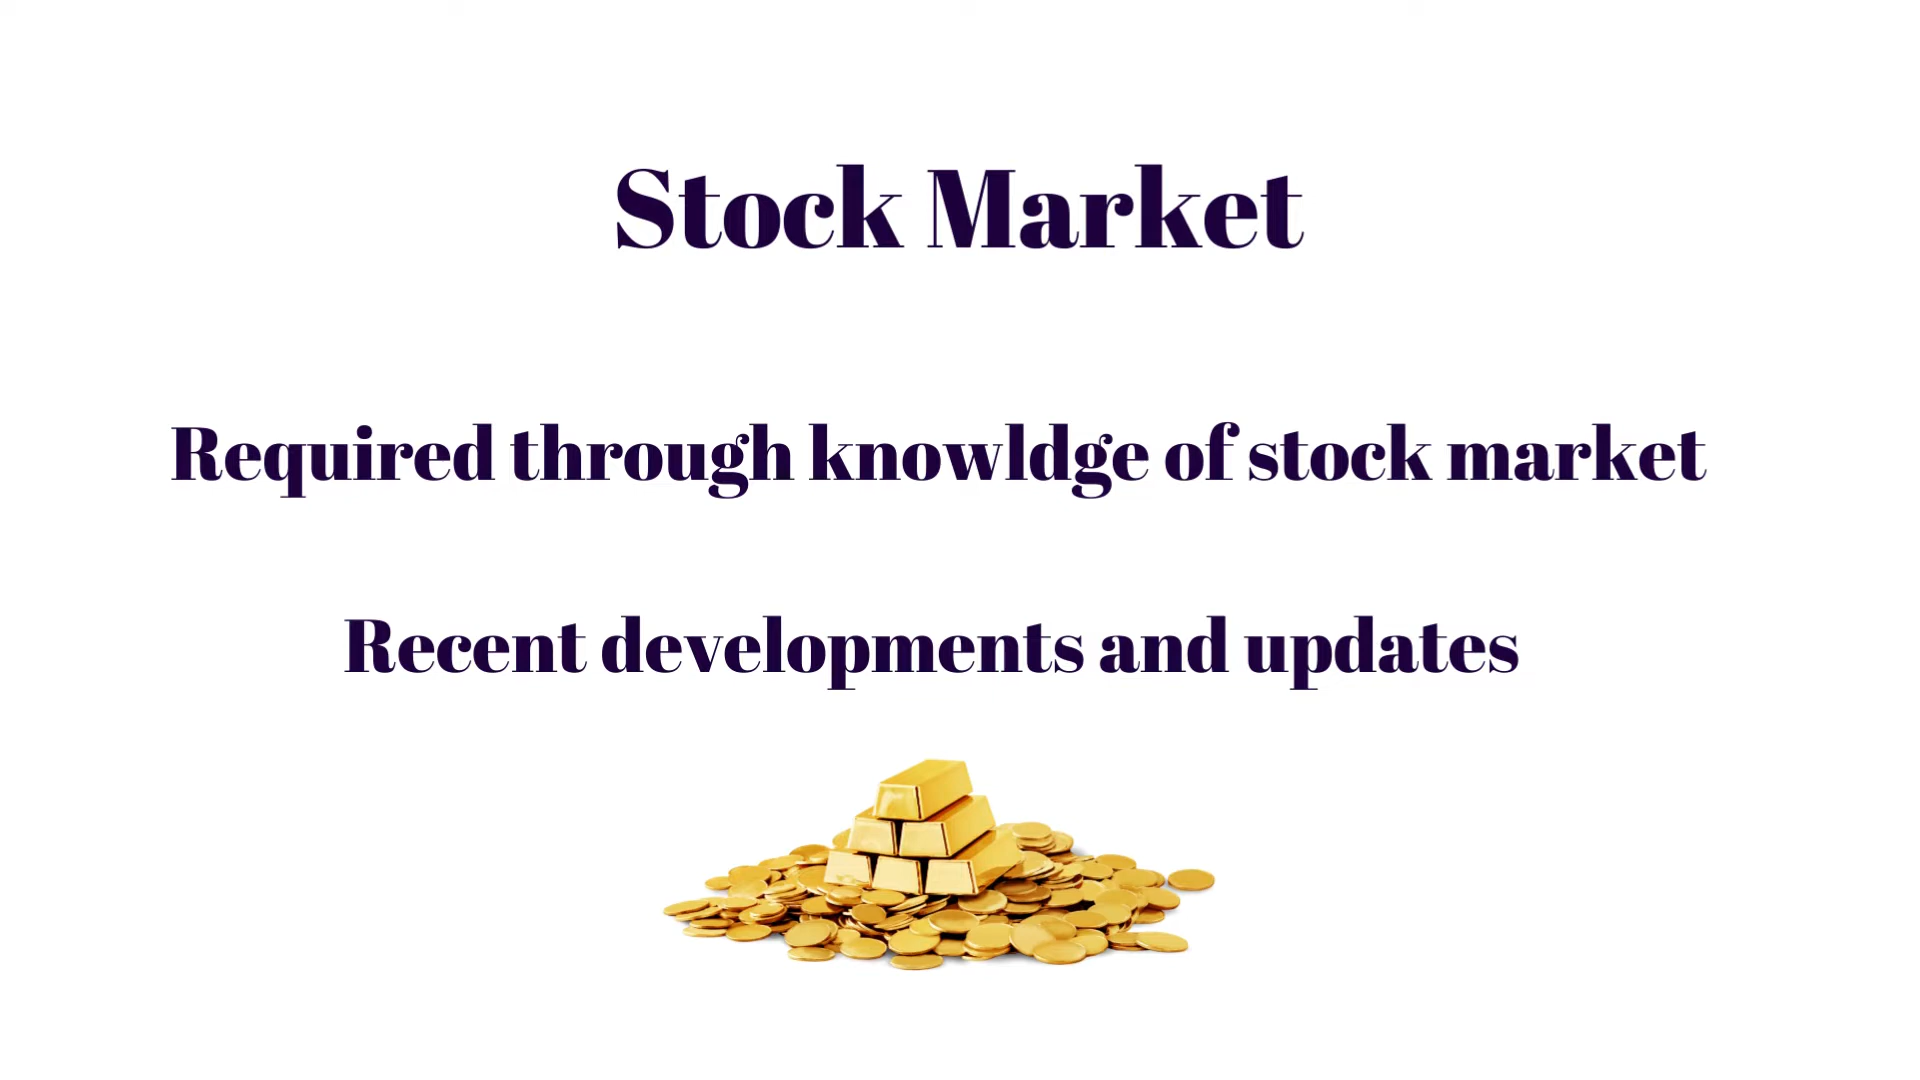 Stock Market
Required through knowldge of stock market
Recent developments and updates